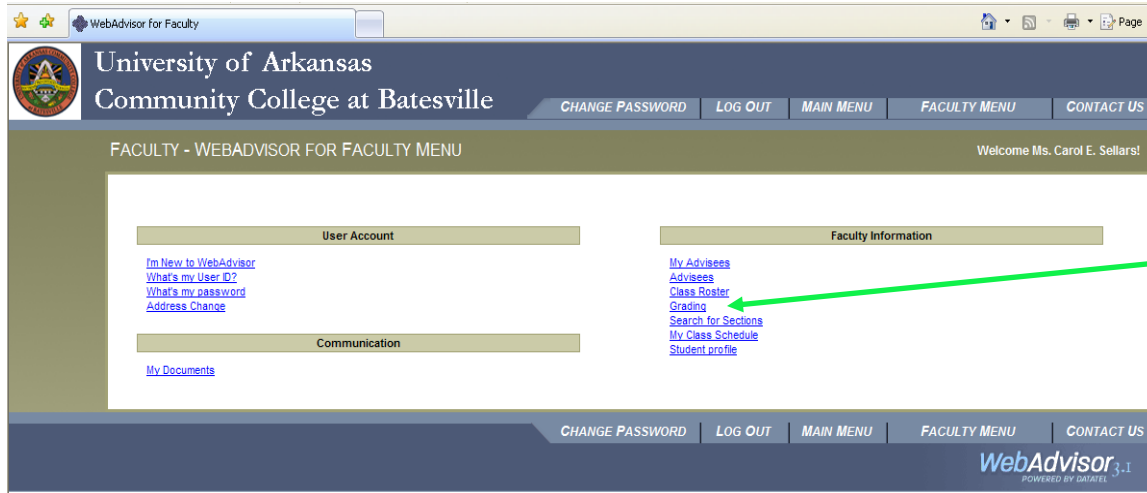 WebAdvisor for Faculty
Page
University of Arkansas
Community College at Batesville
CHANGE PASSWORD LOG OUT MAIN MENU FACULTY MENU CONTACT US
FACULTY - WEBADVISOR FOR FACULTY MENU
Welcome Ms. Carol E. Sellars!
User Account
I'm New to WebAdvisor
What's my User ID?
What's my password
Address Change
Communication
My Documents
Faculty Information
My Advisees
Advisees
Class Roster
Grading
Search for Sections
My Class Schedule
Student profile
CHANGE PASSWORD LOG OUT MAIN MENU FACULTY MENU CONTACT US
WebAdvisor 3.1
POWERED BY DATATEL